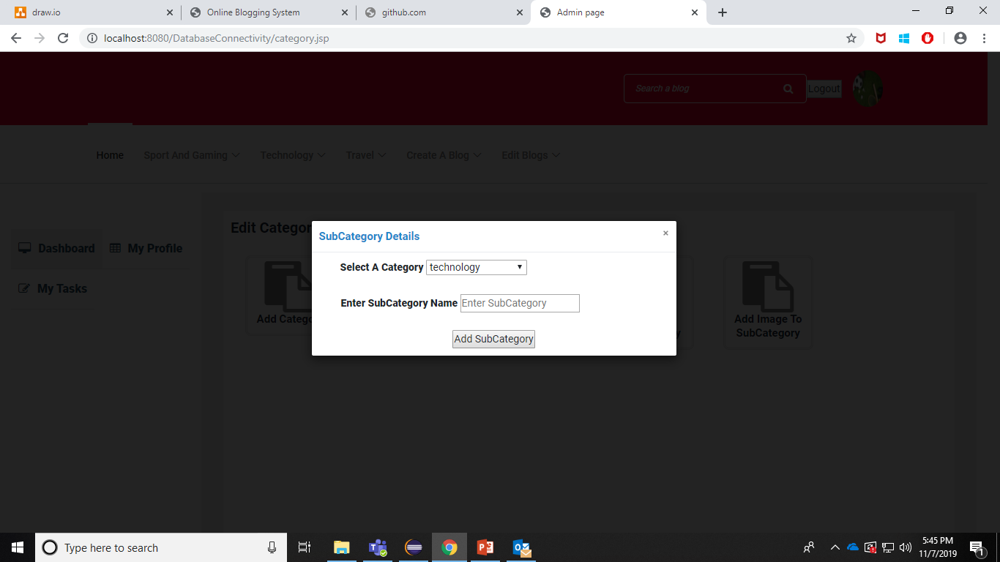 draw.io
Online Blogging System
github.com
Admin page
localhost:8080/DatabaseConnectivity/category.jsp
Search a blog
Logout
Home
Sport And Gaming
Technology
Travel
Create A Blog
Edit Blogs
Dashboard
My Profile
My Tasks
Edit Categor
SubCategory Details
×
Select A Category technology
Enter SubCategory Name Enter SubCategory
Add SubCategory
Add Catego
y
Add Image To
SubCategory
Type here to search
5:45 PM
11/7/2019
1